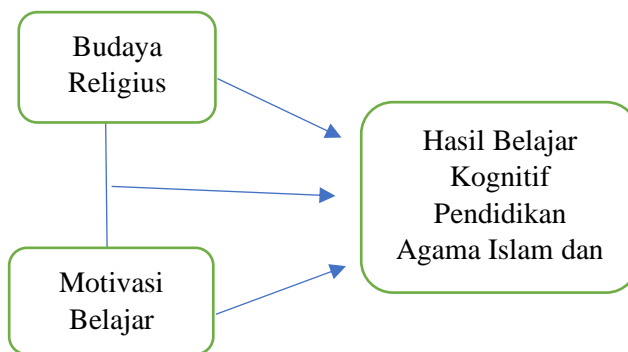 Budaya
Religius
Hasil Belajar
Kognitif
Pendidikan
Agama Islam dan
Motivasi
Belajar